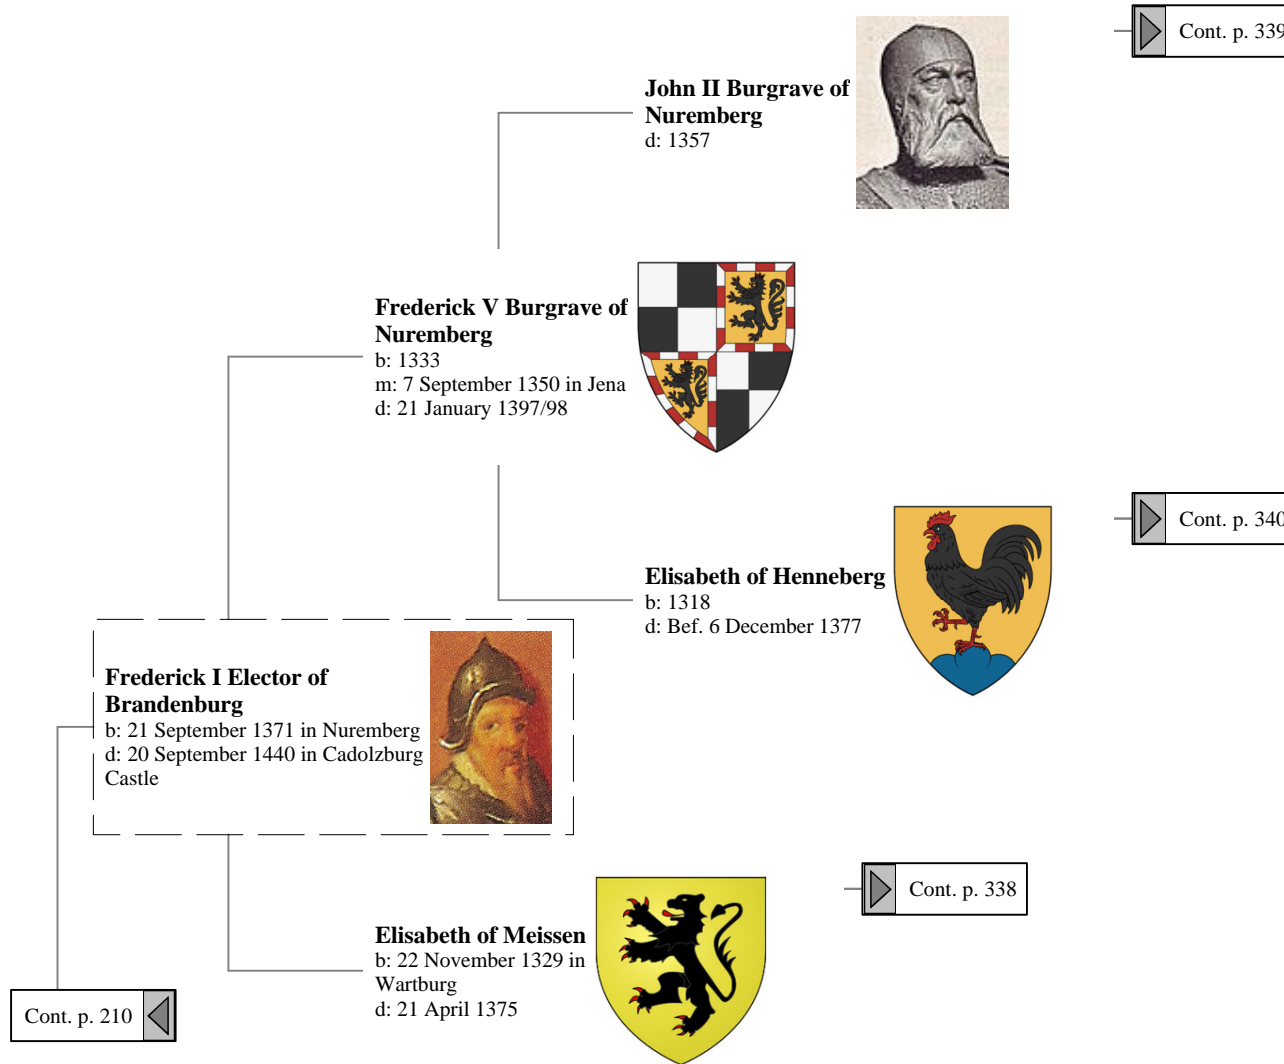 Cont. p. 339
John II Burgrave of
Nuremberg
d: 1357
Frederick V Burgrave of
Nuremberg
b: 1333
m: 7 September 1350 in Jena
d: 21 January 1397/98
Cont. p. 340
Elisabeth of Henneberg
b: 1318
d: Bef. 6 December 1377
Frederick I Elector of
Brandenburg
b: 21 September 1371 in Nuremberg
d: 20 September 1440 in Cadolzburg
Castle
Cont. p. 338
Elisabeth of Meissen
b: 22 November 1329 in
Wartburg
d: 21 April 1375
Cont. p. 210